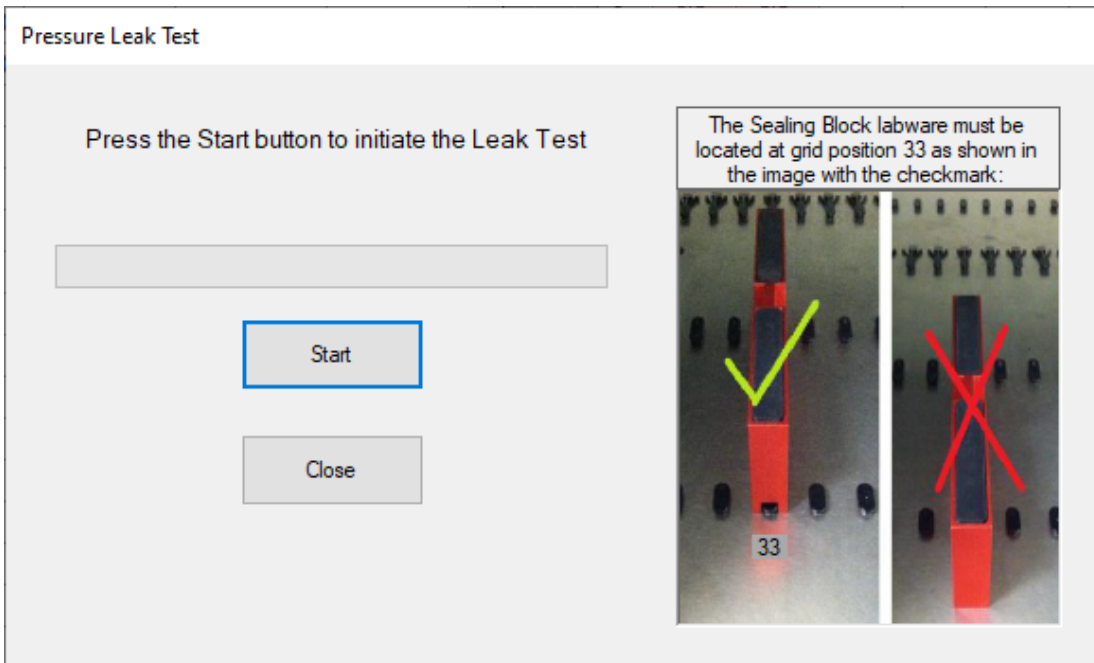 Pressure Leak Test
Press the Start button to initiate the Leak Test
Start
Close
The Sealing Block labware must be
located at grid position 33 as shown in
the image with the checkmark:
33